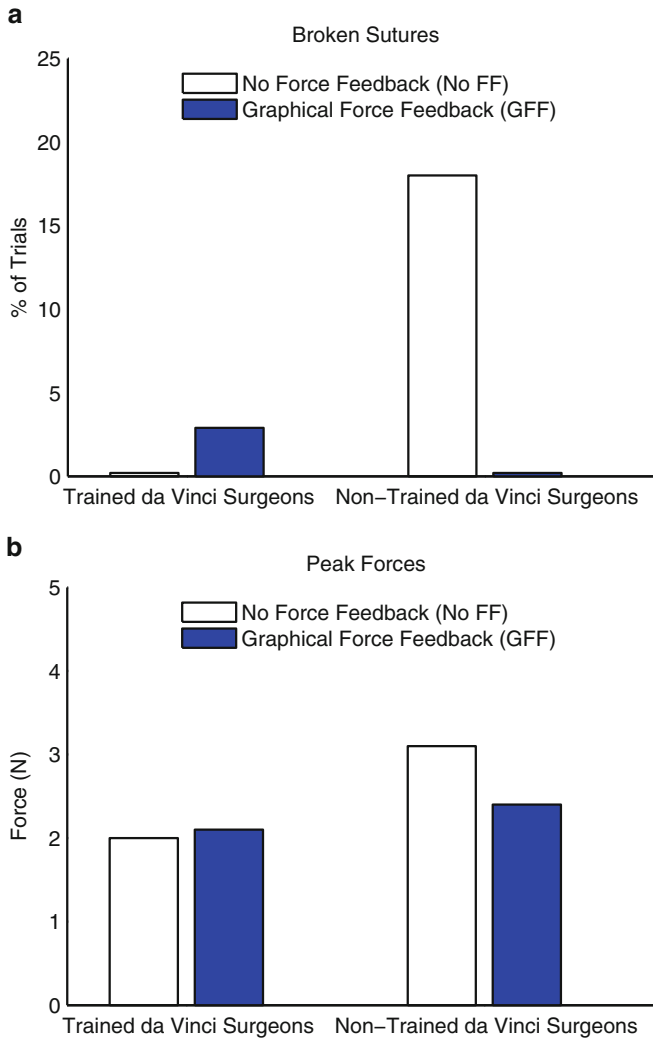 a
Broken Sutures
25
No Force Feedback (No FF)
Graphical Force Feedback (GFF)
20
15
% of Trials
10
5
0
Trained da Vinci Surgeons Non−Trained da Vinci Surgeons
b
Peak Forces
5
No Force Feedback (No FF)
Graphical Force Feedback (GFF)
4
3
Force (N)
2
1
0
Trained da Vinci Surgeons Non−Trained da Vinci Surgeons